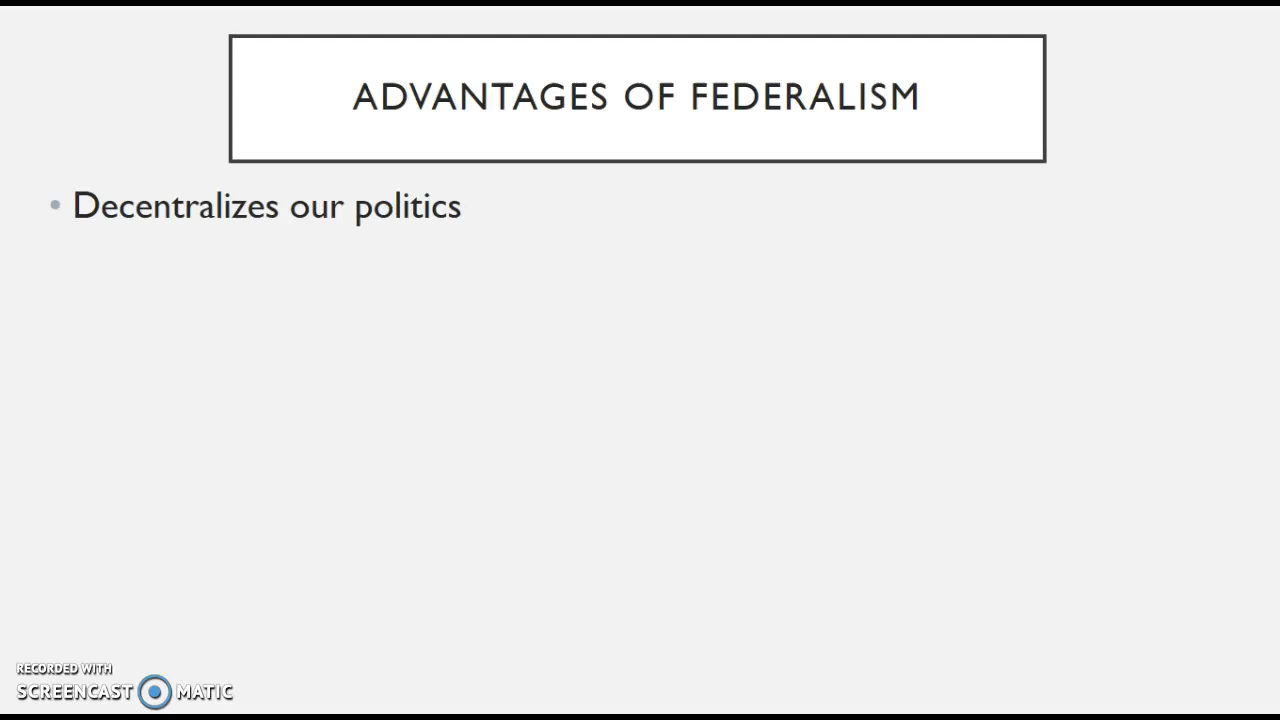 ADVANTAGES OF FEDERALISM
• Decentralizes our politics
RECORDED WITH
SCREENCAST MATIC